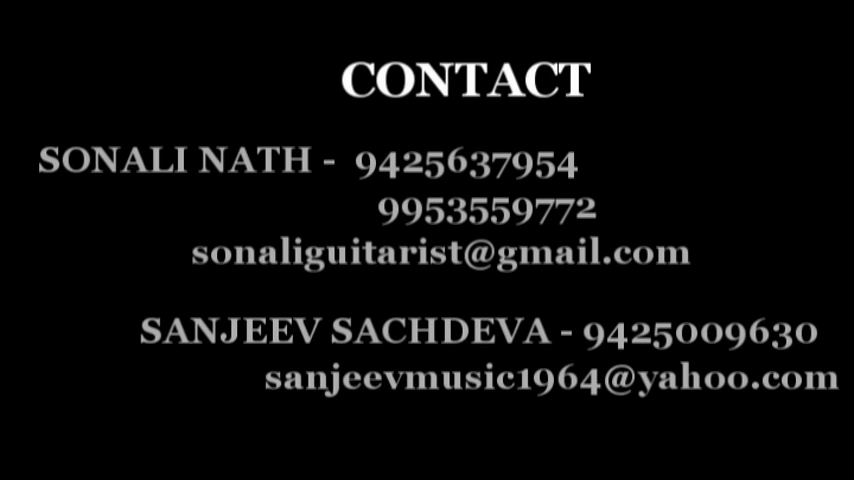 CONTACT
SONALI NATH - 9425637954
9953559772
sonaliguitarist@gmail.com
SANJEEV SACHDEVA - 9425009630
sanjeevmusic1964@yahoo.com